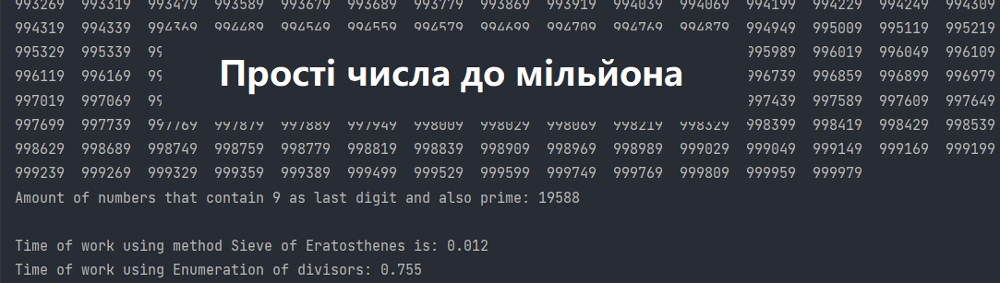 993269 993319 993479 993589 993679 993689 993779 993869 993919 994039 994069 994199 994229 994249 994309
994319 994339 994369 994489 994549 994559 994579 994699 994709 994769 994879 994949 995009 995119 995219
995329 995339 995989 996019 996049 996109
996119 996169 996739 996859 996899 996979
Прості числа до мільйона
997019 997069 997439 997589 997609 997649
997699 997739 997769 997879 997889 997949 998009 998029 998069 998219 998329 998399 998419 998429 998539
998629 998689 998749 998759 998779 998819 998839 998909 998969 998989 999029 999049 999149 999169 999199
999239 999269 999329 999359 999389 999499 999529 999599 999749 999769 999809 999959 999979
Amount of numbers that contain 9 as last digit and also prime: 19588
Time of work using method Sieve of Eratosthenes is: 0.012
Time of work using Enumeration of divisors: 0.755